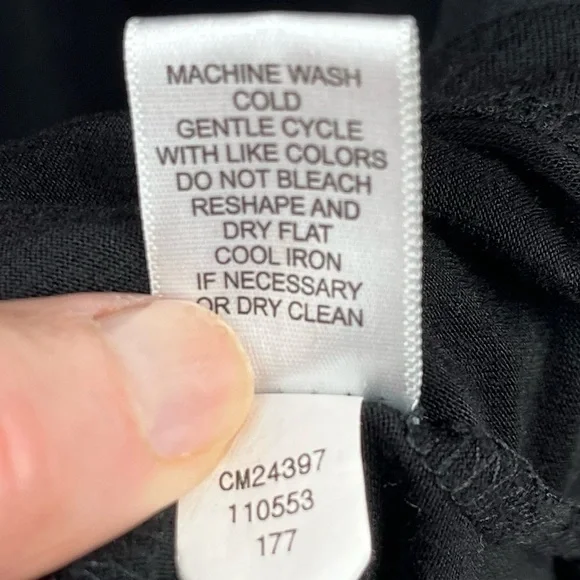 MACHINE WASH
COLD
GENTLE CYCLE
WITH LIKE COLORS
DO NOT BLEACH
RESHAPE AND
DRY FLAT
COOL IRON
IF NECESSARY
OR DRY CLEAN
CM24397
110553
177